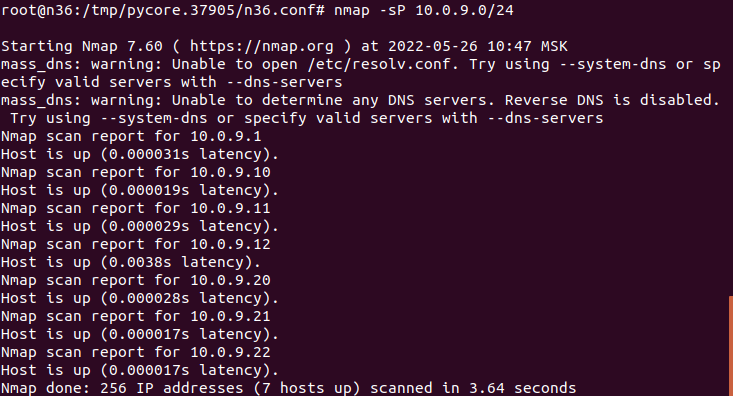 root@n36:/tmp/pycore.37905/n36.conf# nmap -sP 10.0.9.0/24
Starting Nmap 7.60 ( https://nmap.org ) at 2022-05-26 10:47 MSK
mass_dns: warning: Unable to open /etc/resolv.conf. Try using --system-dns or sp
ecify valid servers with --dns-servers
mass_dns: warning: Unable to determine any DNS servers. Reverse DNS is disabled.
 Try using --system-dns or specify valid servers with --dns-servers
Nmap scan report for 10.0.9.1
Host is up (0.000031s latency).
Nmap scan report for 10.0.9.10
Host is up (0.000019s latency).
Nmap scan report for 10.0.9.11
Host is up (0.000029s latency).
Nmap scan report for 10.0.9.12
Host is up (0.0038s latency).
Nmap scan report for 10.0.9.20
Host is up (0.000028s latency).
Nmap scan report for 10.0.9.21
Host is up (0.000017s latency).
Nmap scan report for 10.0.9.22
Host is up (0.000017s latency).
Nmap done: 256 IP addresses (7 hosts up) scanned in 3.64 seconds